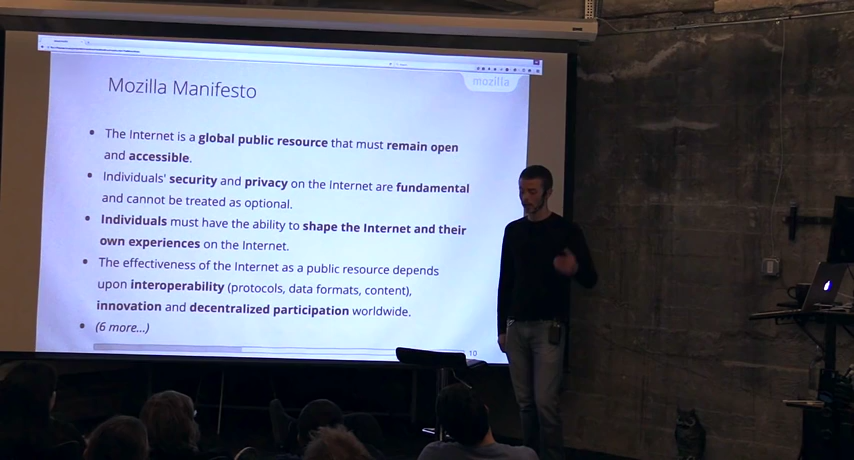 mozilla
Mozilla Manifesto
• The Internet is a global public resource that must remain open
and accessible.
• Individuals' security and privacy on the Internet are fundamental
and cannot be treated as optional.
• Individuals must have the ability to shape the Internet and their
own experiences on the Internet.
• The effectiveness of the Internet as a public resource depends
upon interoperability (protocols, data formats, content),
innovation and decentralized participation worldwide.
• (6 more...)
10